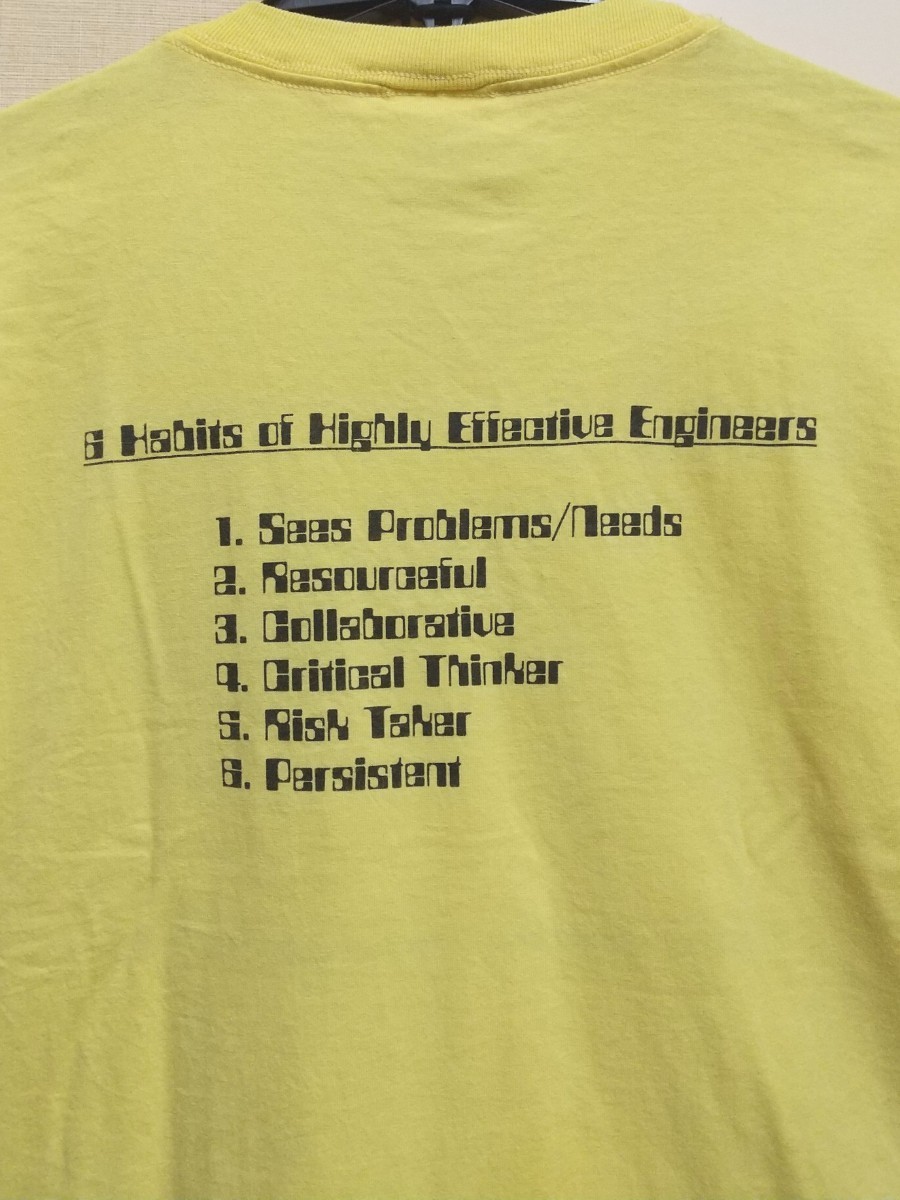 6 Habits of Highly Effective Engineers
1. Sees Problems/Needs
2. Resourceful
3. Collaborative
4. Critical Thinker
5. Risk Taker
6. Persistent